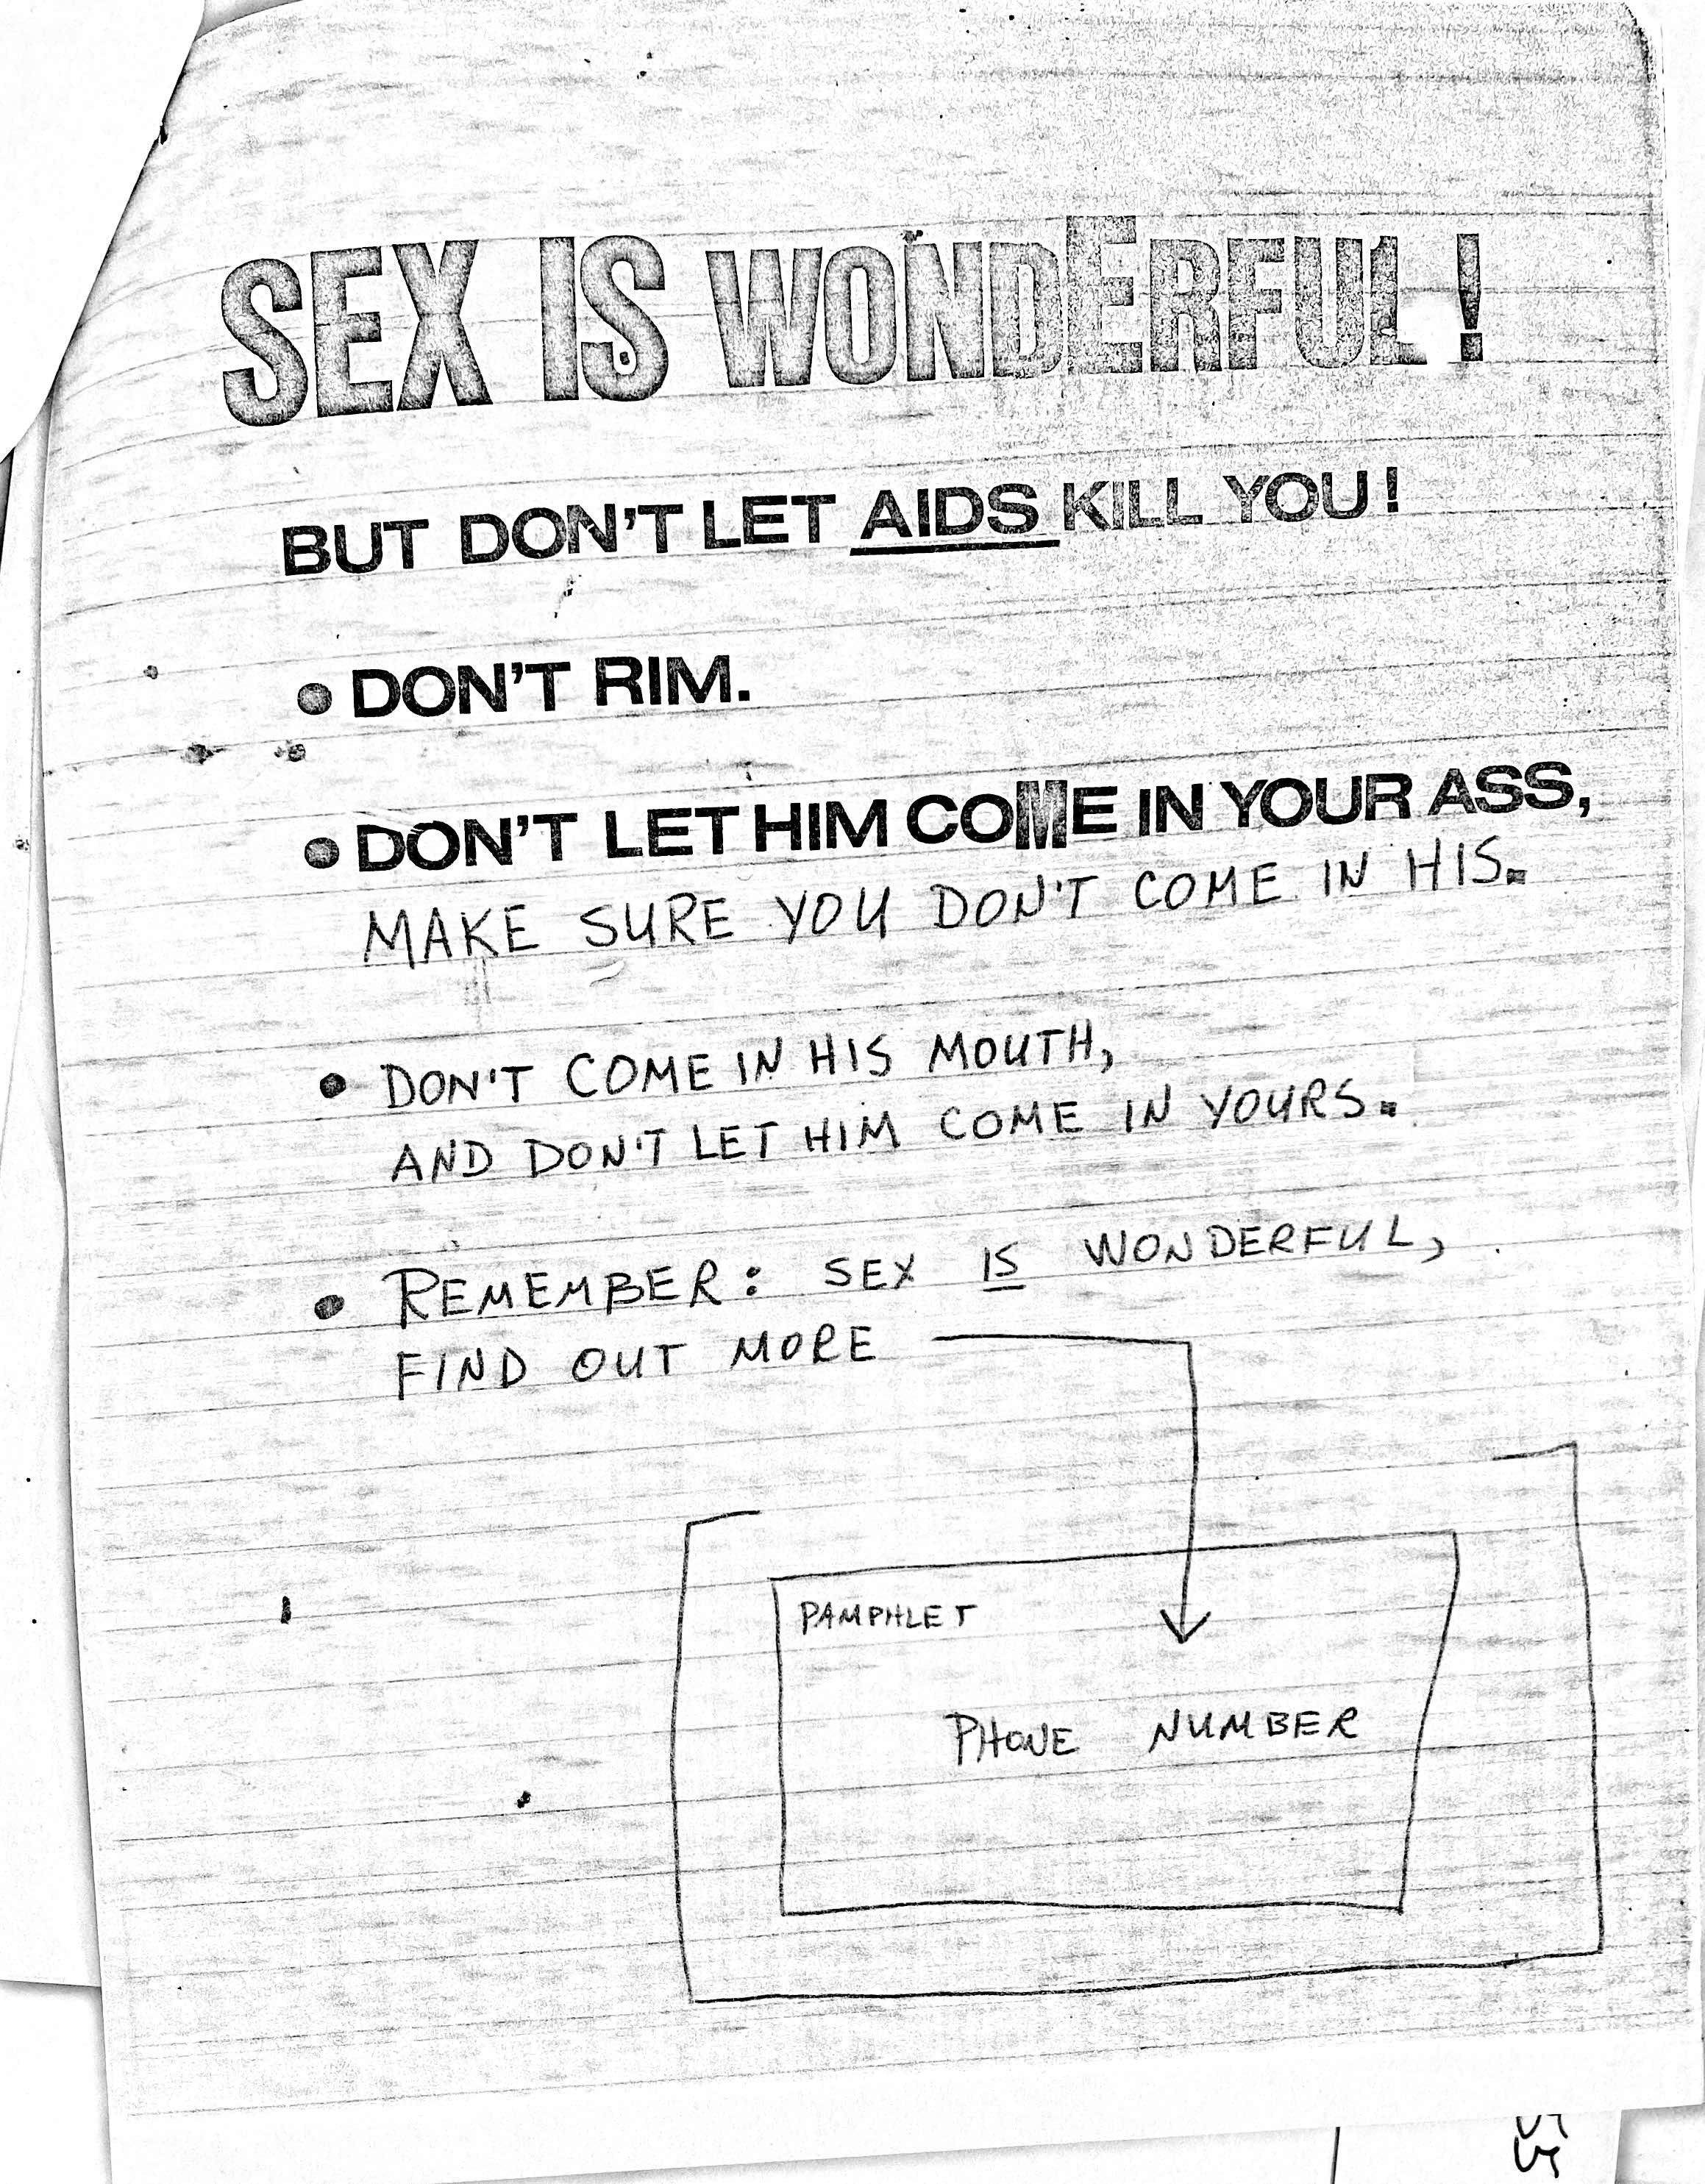 SEX IS WONDERFUL!
BUT DON'T LET AIDS KILL YOU!
● DON'T RIM.
● DON'T LET HIM COME IN YOUR ASS,
MAKE SURE YOU DON'T COME IN HIS.
● DON'T COME IN HIS MOUTH,
AND DON'T LET HIM COME IN YOURS.
● REMEMBER: SEX IS WONDERFUL,
FIND OUT MORE
PAMPHLET
PHONE NUMBER